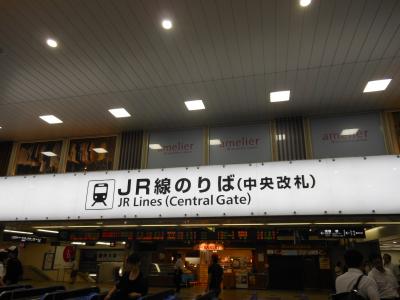 amelier
amelier
amelier
JR線のりば(中央改札)
JR Lines (Central Gate)